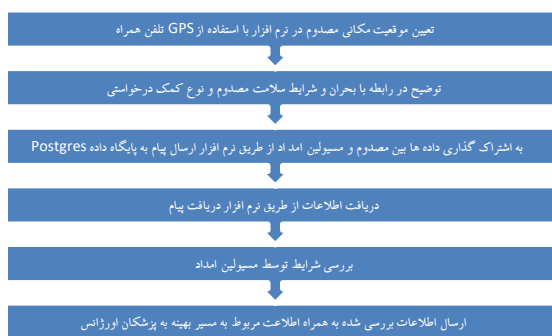 تعیین موقعیت مکانی مصدوم در نرم افزار با استفاده از GPS تلفن همراه
توضیح در رابطه با بحران و شرایط سلامت مصدوم و نوع کمک درخواستی
به اشتراک گذاری داده ها بین مصدوم و مسیولین امد اد از طریق نرم افزار ارسال پیام به پایگاه داده Postgres
دریافت اطلاعات از طریق نرم افزار دریافت پیام
بررسی شرایط توسط مسیولین امداد
ارسال اطلاعات بررسی شده به همراه اطلاعت مربوط به مسیر بهینه به پزشکان اورژانس